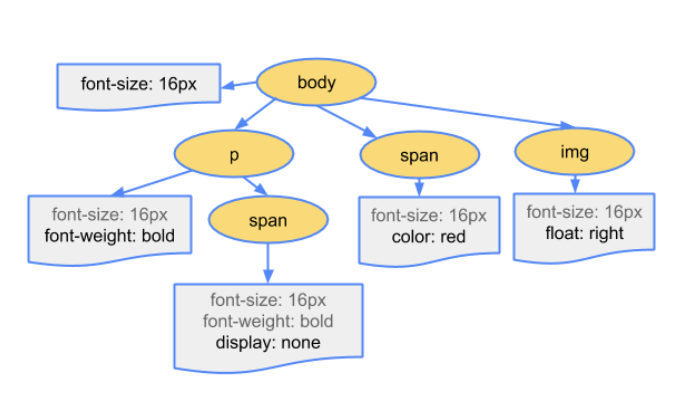 font-size: 16px
body
p
span
img
font-size: 16px
font-weight: bold
span
font-size: 16px
color: red
font-size: 16px
float: right
font-size: 16px
font-weight: bold
display: none